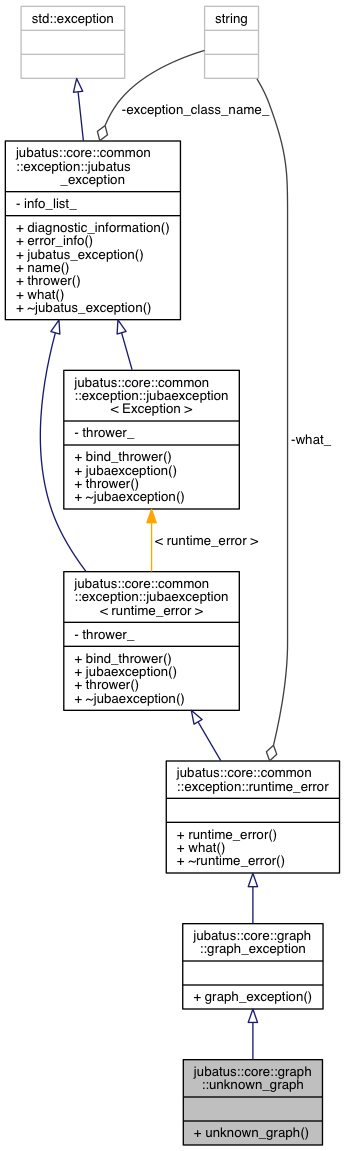 std::exception
string
-exception_class_name_
jubatus::core::common
::exception::jubatus
_exception
- info_list_
+ diagnostic_information()
+ error_info()
+ jubatus_exception()
+ name()
+ thrower()
+ what()
+ ~jubatus_exception()
jubatus::core::common
::exception::jubaexception
< Exception >
- thrower_
+ bind_thrower()
+ jubaexception()
+ thrower()
+ ~jubaexception()
-what_
< runtime_error >
jubatus::core::common
::exception::jubaexception
< runtime_error >
- thrower_
+ bind_thrower()
+ jubaexception()
+ thrower()
+ ~jubaexception()
jubatus::core::common
::exception::runtime_error
+ runtime_error()
+ what()
+ ~runtime_error()
jubatus::core::graph
::graph_exception
+ graph_exception()
jubatus::core::graph
::unknown_graph
+ unknown_graph()